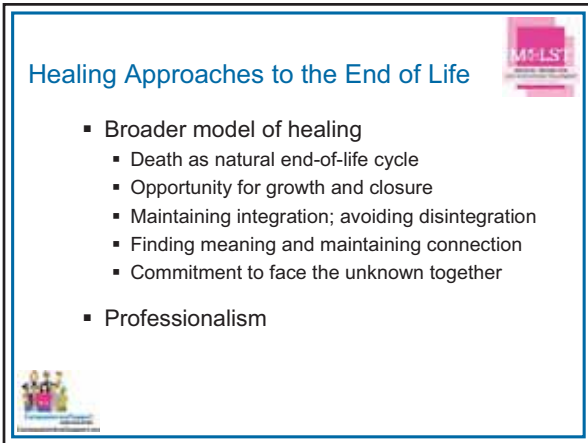 MOLST
Healing Approaches to the End of Life
▪ Broader model of healing
▪ Death as natural end-of-life cycle
▪ Opportunity for growth and closure
▪ Maintaining integration; avoiding disintegration
▪ Finding meaning and maintaining connection
▪ Commitment to face the unknown together
▪ Professionalism